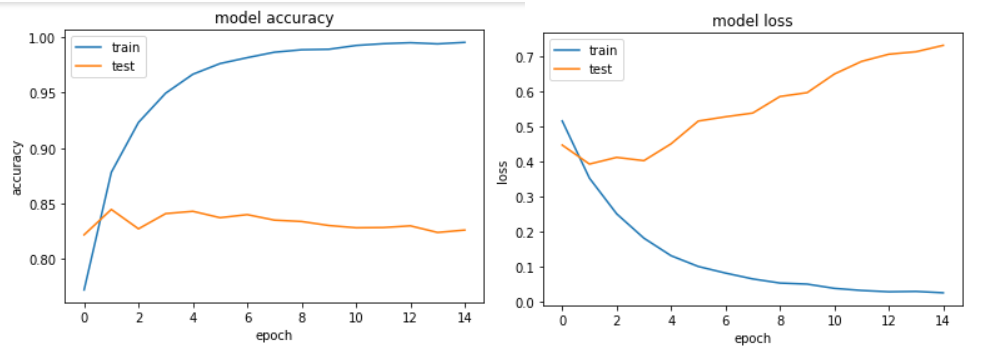 model accuracy
1.00
0.95
0.90
0.85
0.80
accuracy
train
test
0 2 4 6 8 10 12 14
epoch
model loss
0.7
0.6
0.5
0.4
0.3
0.2
0.1
0.0
loss
train
test
0 2 4 6 8 10 12 14
epoch